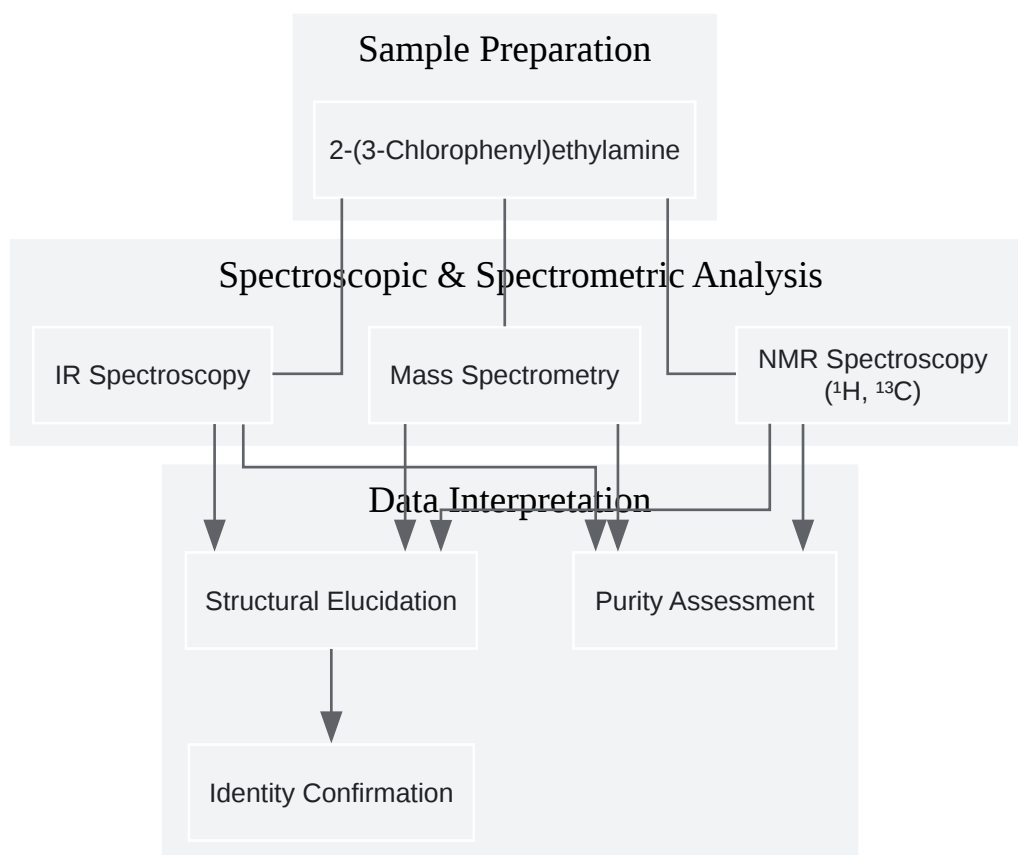 Sample Preparation
2-(3-Chlorophenyl)ethylamine
Spectroscopic & Spectrometric Analysis
IR Spectroscopy
Mass Spectrometry
NMR Spectroscopy
(¹H, ¹³C)
Data Interpretation
Structural Elucidation
Purity Assessment
Identity Confirmation